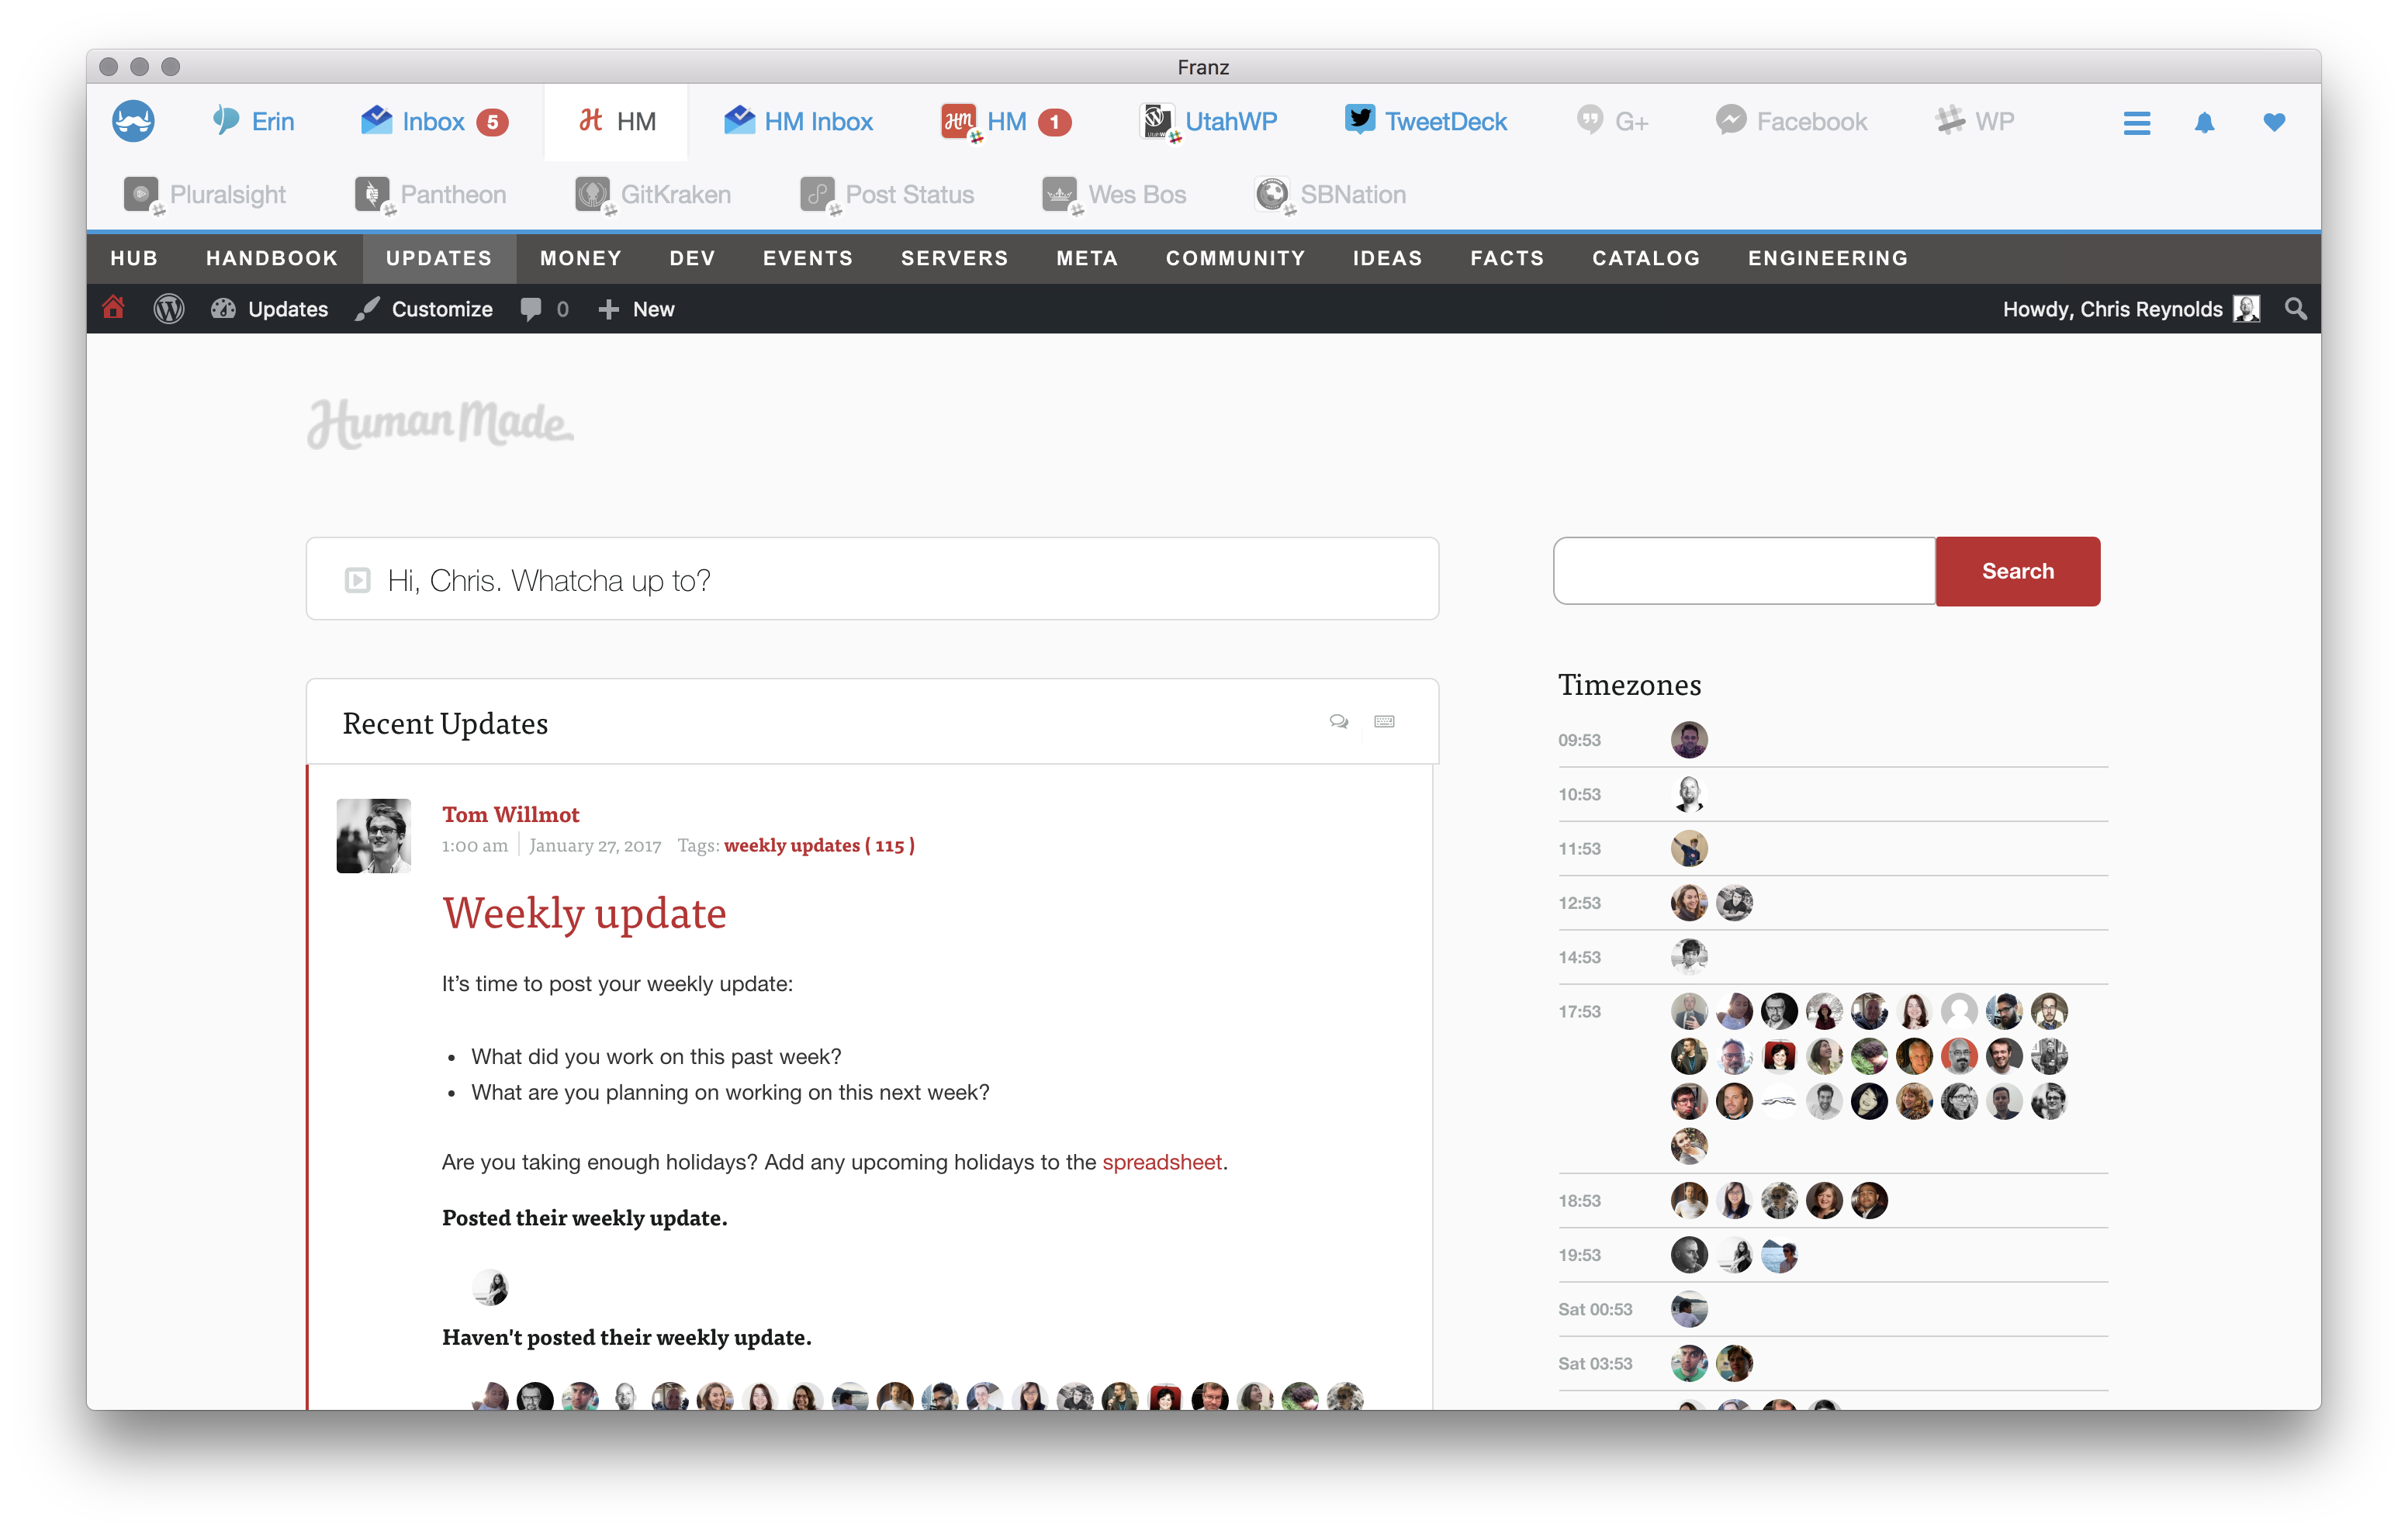 Franz
Erin Inbox 5 HM HM Inbox HM 1 UtahWP TweetDeck G+ Facebook WP
Pluralsight Pantheon GitKraken Post Status Wes Bos SBNation
HUB HANDBOOK UPDATES MONEY DEV EVENTS SERVERS META COMMUNITY IDEAS FACTS CATALOG ENGINEERING
Updates Customize 0 New Howdy, Chris Reynolds
Human Made
Hi, Chris. Whatcha up to?
Search
Recent Updates
Tom Willmot
1:00 am January 27, 2017 Tags: weekly updates ( 115 )
Weekly update
It’s time to post your weekly update:
• What did you work on this past week?
• What are you planning on working on this next week?
Are you taking enough holidays? Add any upcoming holidays to the spreadsheet.
Posted their weekly update.
Haven't posted their weekly update.
Timezones
09:53
10:53
11:53
12:53
14:53
17:53
18:53
19:53
Sat 00:53
Sat 03:53